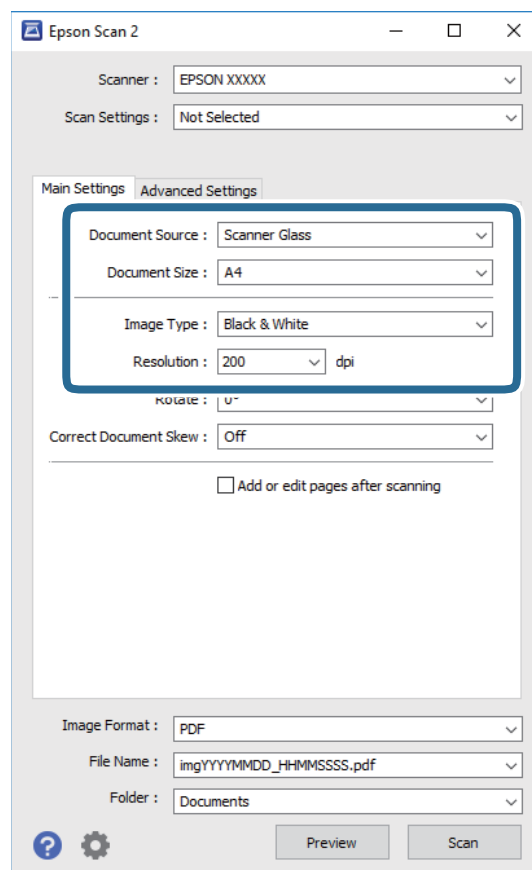 Epson Scan 2
Scanner : EPSON XXXXX
Scan Settings : Not Selected
Main Settings Advanced Settings
Document Source : Scanner Glass
Document Size : A4
Image Type : Black & White
Resolution : 200 dpi
Rotate : 0°
Correct Document Skew : Off
Add or edit pages after scanning
Image Format : PDF
File Name : imgYYYYMMDD_HHMMSSSS.pdf
Folder : Documents
? Preview Scan